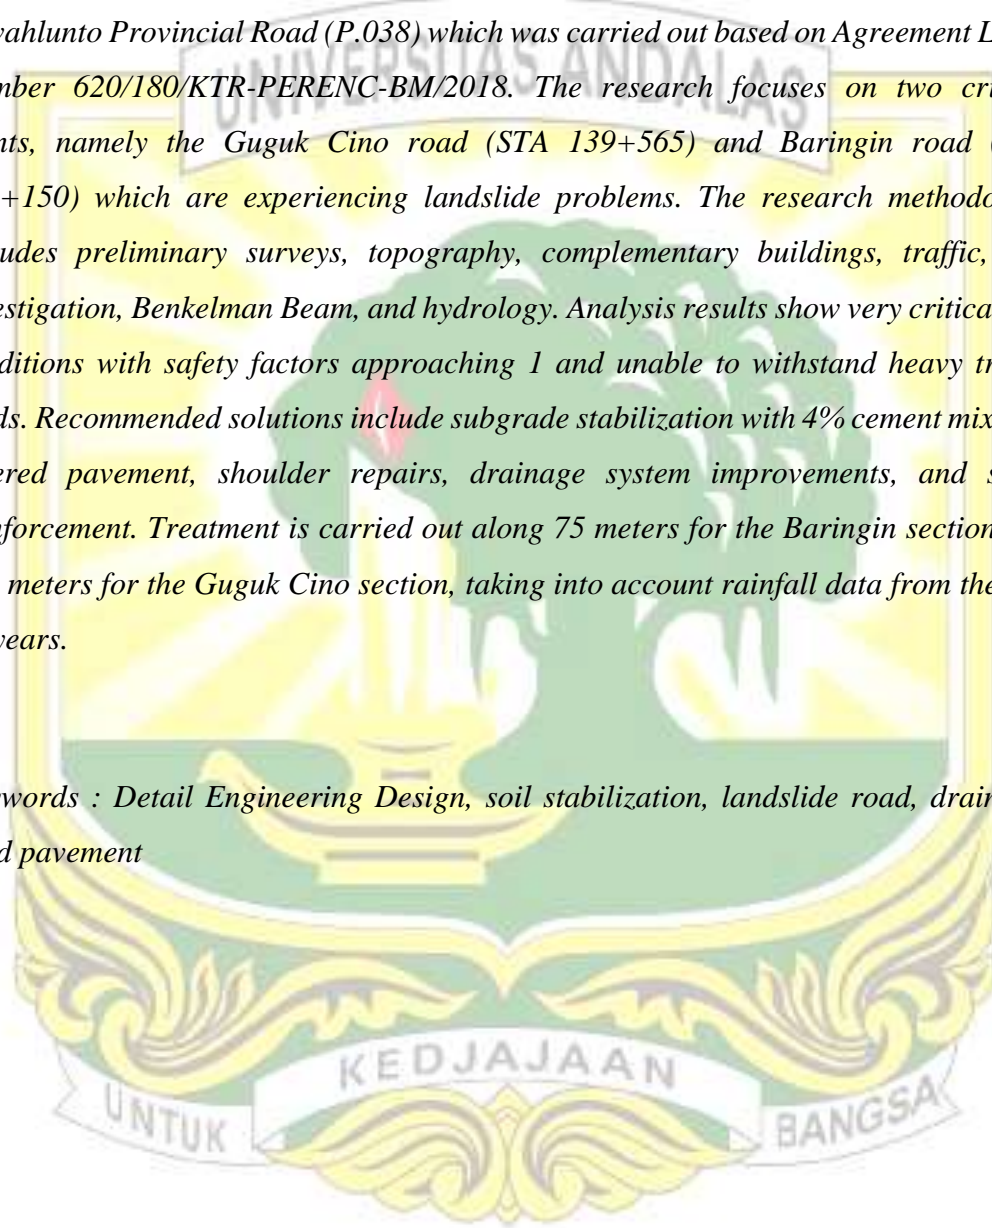 vahlunto Provincial Road (P.038) which was carried out based on Agreement L
mber 620/180/KTR-PERENC-BM/2018. The research focuses on two cri
nts, namely the Guguk Cino road (STA 139+565) and Baringin road (
+150) which are experiencing landslide problems. The research methodo
udes preliminary surveys, topography, complementary buildings, traffic,
estigation, Benkelman Beam, and hydrology. Analysis results show very critica
ditions with safety factors approaching 1 and unable to withstand heavy tr
ds. Recommended solutions include subgrade stabilization with 4% cement mix
ered pavement, shoulder repairs, drainage system improvements, and s
nforcement. Treatment is carried out along 75 meters for the Baringin section
meters for the Guguk Cino section, taking into account rainfall data from the
years.
words : Detail Engineering Design, soil stabilization, landslide road, drain
d pavement
UNIVERSITAS ANDALAS
KEDJAJAAN
UNTUK BANGSA